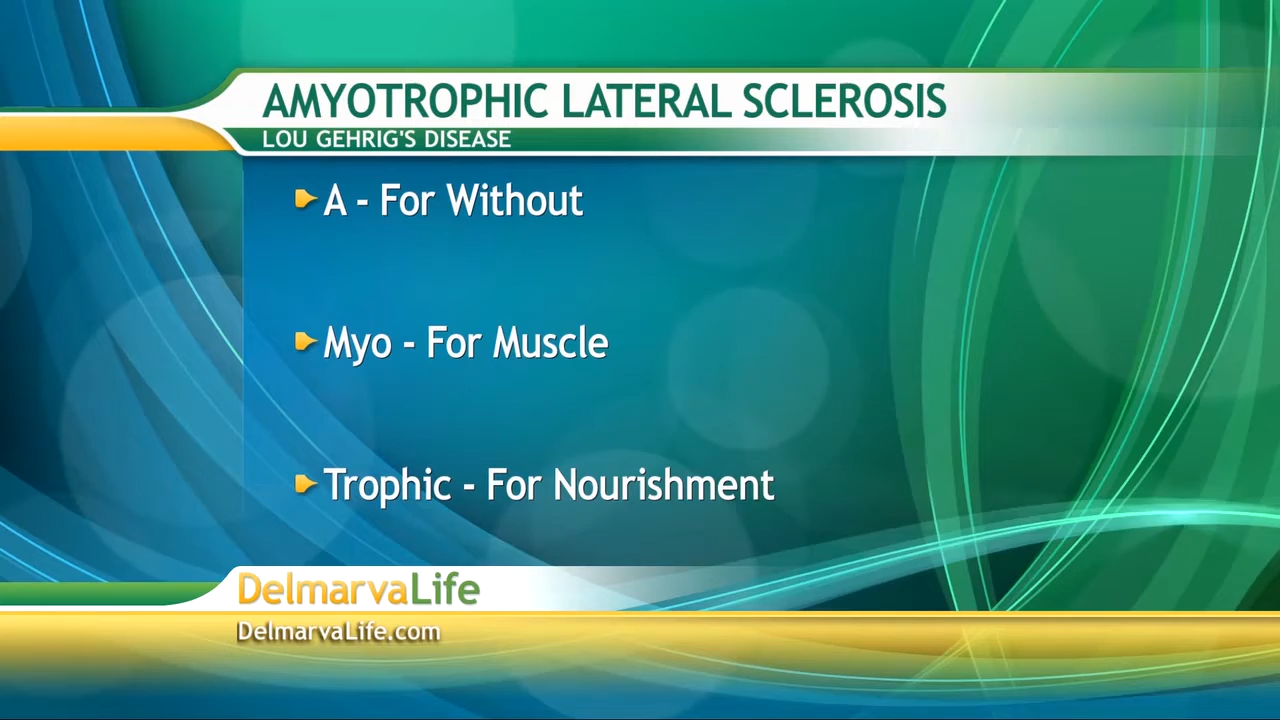 AMYOTROPHIC LATERAL SCLEROSIS
LOU GEHRIG'S DISEASE
A - For Without
Myo - For Muscle
Trophic - For Nourishment
DelmarvaLife
DelmarvaLife.com